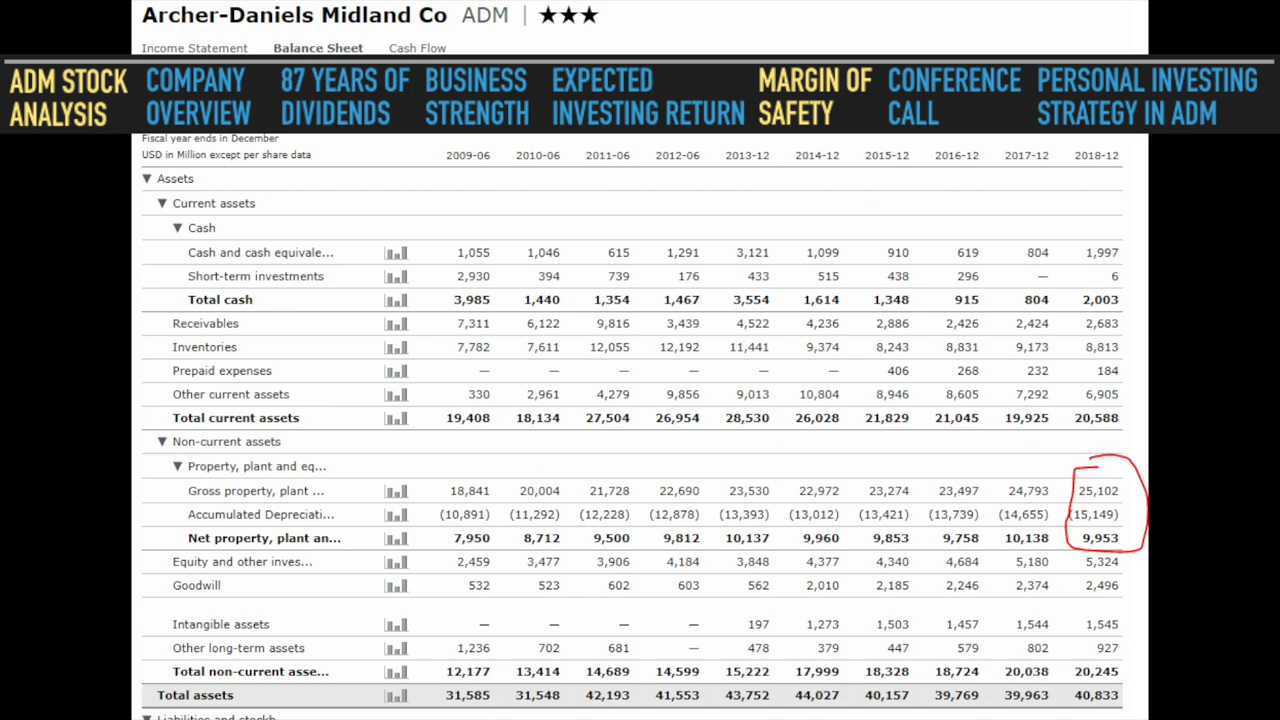 Archer-Daniels Midland Co ADM | ★★★
Income Statement Balance Sheet Cash Flow
ADM STOCK ANALYSIS
COMPANY OVERVIEW
87 YEARS OF DIVIDENDS
BUSINESS STRENGTH
EXPECTED INVESTING RETURN
MARGIN OF SAFETY
CONFERENCE CALL
PERSONAL INVESTING STRATEGY IN ADM
Fiscal year ends in December
USD in Million except per share data 2009-06 2010-06 2011-06 2012-06 2013-12 2014-12 2015-12 2016-12 2017-12 2018-12
▼ Assets
▼ Current assets
▼ Cash
Cash and cash equivale... 1,055 1,046 615 1,291 3,121 1,099 910 619 804 1,997
Short-term investments 2,930 394 739 176 433 515 438 296 — 6
Total cash 3,985 1,440 1,354 1,467 3,554 1,614 1,348 915 804 2,003
Receivables 7,311 6,122 9,816 3,439 4,522 4,236 2,886 2,426 2,424 2,683
Inventories 7,782 7,611 12,055 12,192 11,441 9,374 8,243 8,831 9,173 8,813
Prepaid expenses — — — — — — 406 268 232 184
Other current assets 330 2,961 4,279 9,856 9,013 10,804 8,946 8,605 7,292 6,905
Total current assets 19,408 18,134 27,504 26,954 28,530 26,028 21,829 21,045 19,925 20,588
▼ Non-current assets
▼ Property, plant and eq...
Gross property, plant ... 18,841 20,004 21,728 22,690 23,530 22,972 23,274 23,497 24,793 25,102
Accumulated Depreciati... (10,891) (11,292) (12,228) (12,878) (13,393) (13,012) (13,421) (13,739) (14,655) (15,149)
Net property, plant an... 7,950 8,712 9,500 9,812 10,137 9,960 9,853 9,758 10,138 9,953
Equity and other inves... 2,459 3,477 3,906 4,184 3,848 4,377 4,340 4,684 5,180 5,324
Goodwill 532 523 602 603 562 2,010 2,185 2,246 2,374 2,496
Intangible assets — — — — 197 1,273 1,503 1,457 1,544 1,545
Other long-term assets 1,236 702 681 — 478 379 447 579 802 927
Total non-current asse... 12,177 13,414 14,689 14,599 15,222 17,999 18,328 18,724 20,038 20,245
Total assets 31,585 31,548 42,193 41,553 43,752 44,027 40,157 39,769 39,963 40,833
▼ Liabilities and stockh